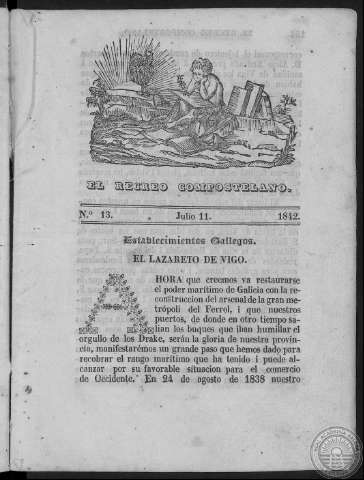 EL RECREO COMPOSTELANO.
N.º 13. Julio 11. 1842.
Establecimientos Gallegos.
EL LAZARETO DE VIGO.
AHORA que creemos va restaurarse
el poder marítimo de Galicia con la re-
construccion del arsenal de la gran me-
trópoli del Ferrol, i que nuestros
puertos, de donde en otro tiempo sa-
lian los buques que iban humillar el
orgullo de los Drake, serán la gloria de nuestra provin-
cia, manifestarémos un grande paso que hemos dado para
recobrar el rango marítimo que ha tenido i puede al-
canzar por su favorable situacion para el comercio
de Occidente. En 24 de agosto de 1838 nuestro